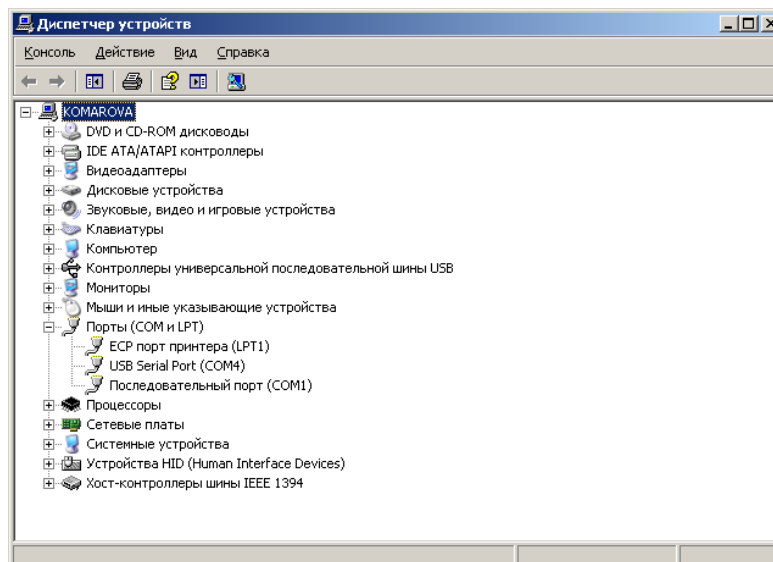 Диспетчер устройств
Консоль Действие Вид Справка
KOMAROVA
DVD и CD-ROM дисководы
IDE ATA/ATAPI контроллеры
Видеоадаптеры
Дисковые устройства
Звуковые, видео и игровые устройства
Клавиатуры
Компьютер
Контроллеры универсальной последовательной шины USB
Мониторы
Мыши и иные указывающие устройства
Порты (COM и LPT)
ECP порт принтера (LPT1)
USB Serial Port (COM4)
Последовательный порт (COM1)
Процессоры
Сетевые платы
Системные устройства
Устройства HID (Human Interface Devices)
Хост-контроллеры шины IEEE 1394